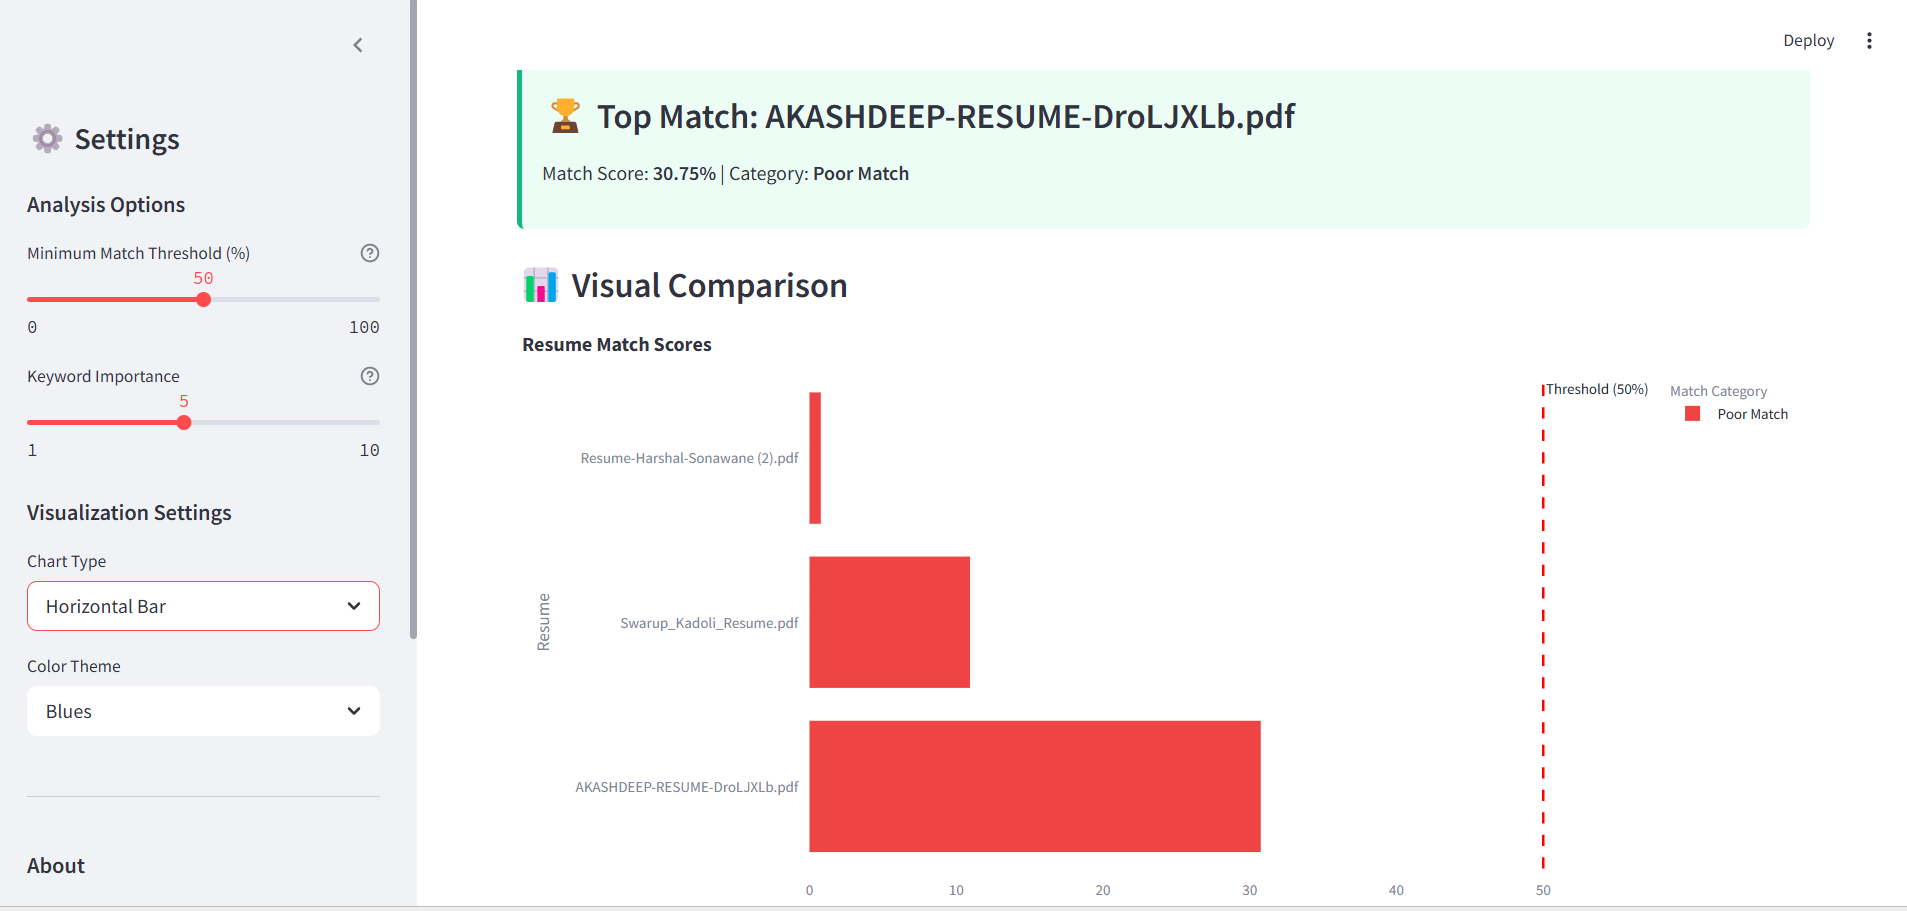 Deploy
Settings
Analysis Options
Minimum Match Threshold (%)
50
0 100
Keyword Importance
5
1 10
Visualization Settings
Chart Type
Horizontal Bar
Color Theme
Blues
About
Top Match: AKASHDEEP-RESUME-DroLJXLb.pdf
Match Score: 30.75% | Category: Poor Match
Visual Comparison
Resume Match Scores
Threshold (50%)
Match Category
Poor Match
Resume
Resume-Harshal-Sonawane (2).pdf
Swarup_Kadoli_Resume.pdf
AKASHDEEP-RESUME-DroLJXLb.pdf
0 10 20 30 40 50